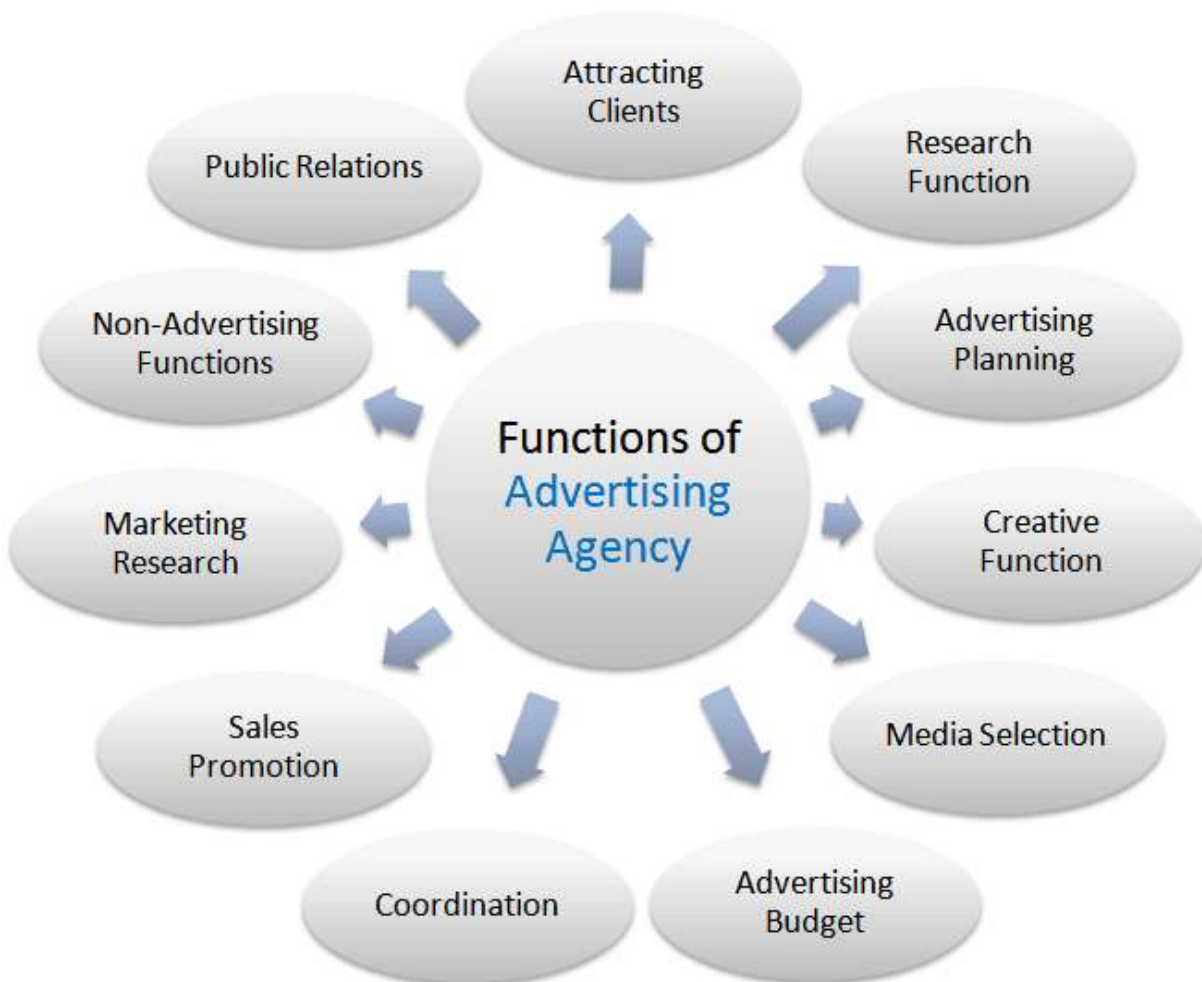 Functions of
Advertising
Agency
Attracting
Clients
Research
Function
Advertising
Planning
Creative
Function
Media Selection
Advertising
Budget
Coordination
Sales
Promotion
Marketing
Research
Non-Advertising
Functions
Public Relations